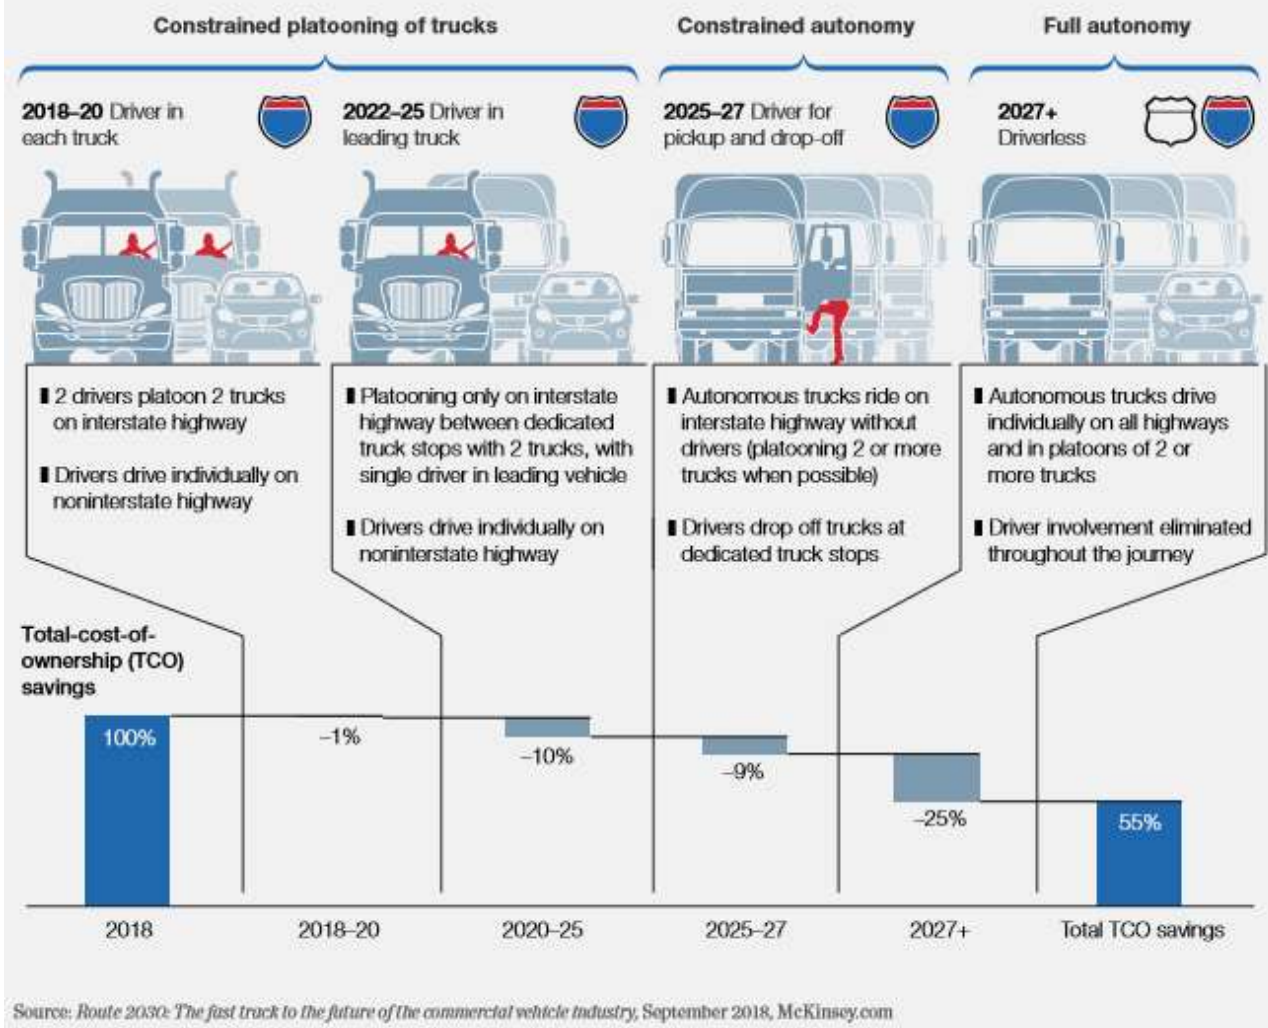 Constrained platooning of trucks
Constrained autonomy
Full autonomy
2018–20 Driver in
each truck
2022–25 Driver in
leading truck
2025–27 Driver for
pickup and drop-off
2027+
Driverless
2 drivers platoon 2 trucks
on interstate highway
Drivers drive individually on
noninterstate highway
Platooning only on interstate
highway between dedicated
truck stops with 2 trucks, with
single driver in leading vehicle
Drivers drive individually on
noninterstate highway
Autonomous trucks ride on
interstate highway without
drivers (platooning 2 or more
trucks when possible)
Drivers drop off trucks at
dedicated truck stops
Autonomous trucks drive
individually on all highways
and in platoons of 2 or
more trucks
Driver involvement eliminated
throughout the journey
Total-cost-of-
ownership (TCO)
savings
100%
–1%
–10%
–9%
–25%
55%
2018
2018–20
2020–25
2025–27
2027+
Total TCO savings
Source: Route 2030: The fast track to the future of the commercial vehicle industry, September 2018, McKinsey.com